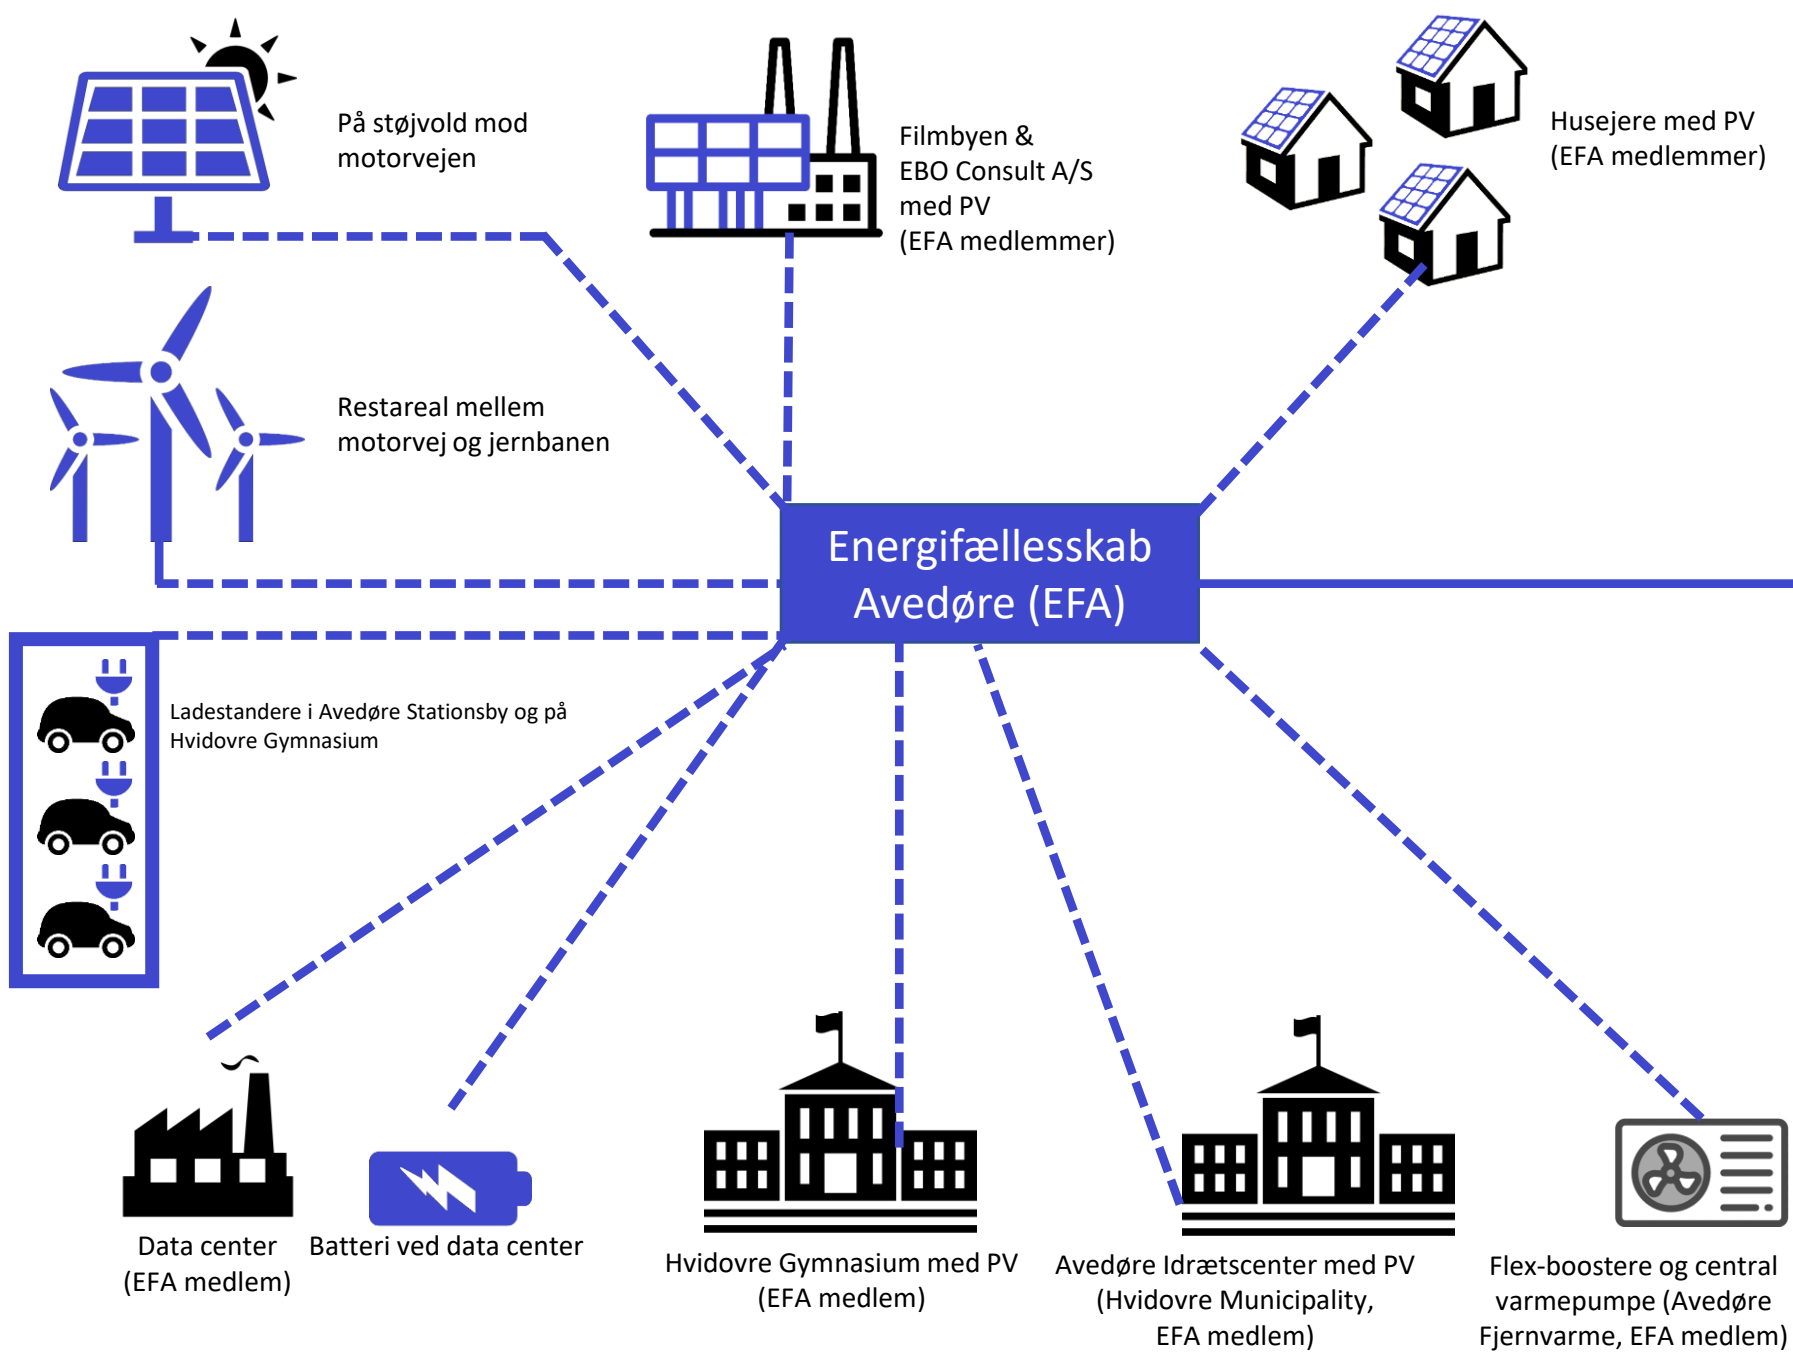 På støjvold mod
motorvejen
Filmbyen &
EBO Consult A/S
med PV
(EFA medlemmer)
Husejere med PV
(EFA medlemmer)
Restareal mellem
motorvej og jernbanen
Energifællesskab
Avedøre (EFA)
Ladestandere i Avedøre Stationsby og på
Hvidovre Gymnasium
Data center
(EFA medlem)
Batteri ved data center
Hvidovre Gymnasium med PV
(EFA medlem)
Avedøre Idrætscenter med PV
(Hvidovre Municipality,
EFA medlem)
Flex-boostere og central
varmepumpe (Avedøre
Fjernvarme, EFA medlem)